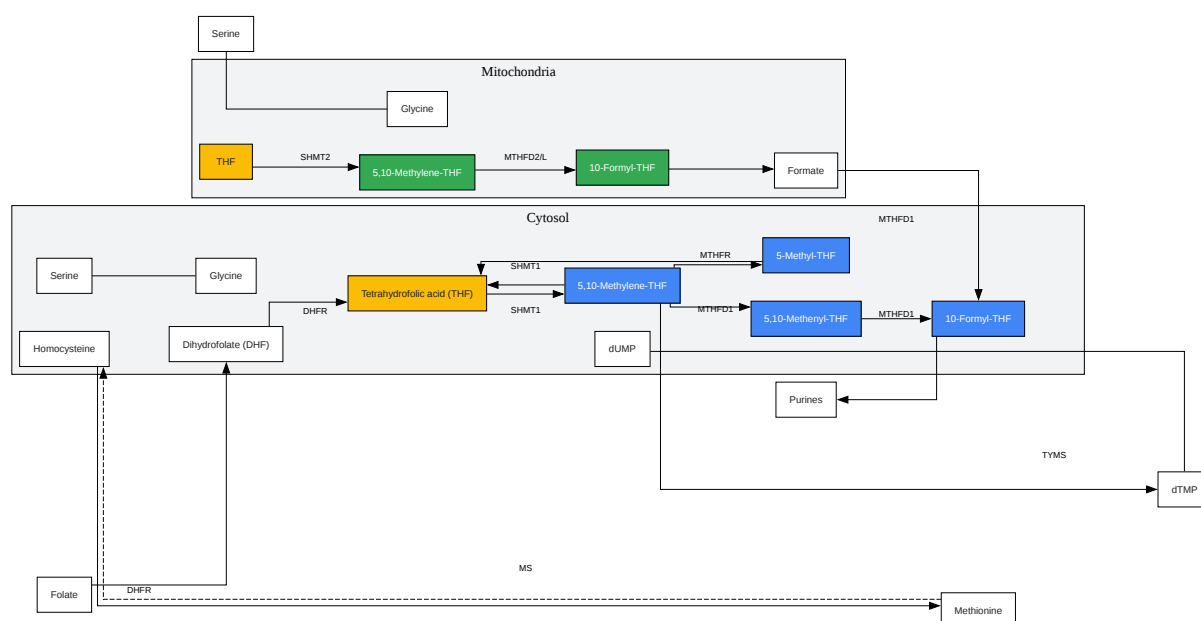 Serine
Mitochondria
Glycine
THF
SHMT2
5,10-Methylene-THF
MTHFD2/L
10-Formyl-THF
Formate
Cytosol
MTHFD1
Serine
Glycine
Tetrahydrofolic acid (THF)
SHMT1
SHMT1
5,10-Methylene-THF
MTHFR
5-Methyl-THF
MTHFD1
5,10-Methenyl-THF
MTHFD1
10-Formyl-THF
DHFR
Homocysteine
Dihydrofolate (DHF)
dUMP
Purines
TYMS
dTMP
MS
Folate
DHFR
Methionine